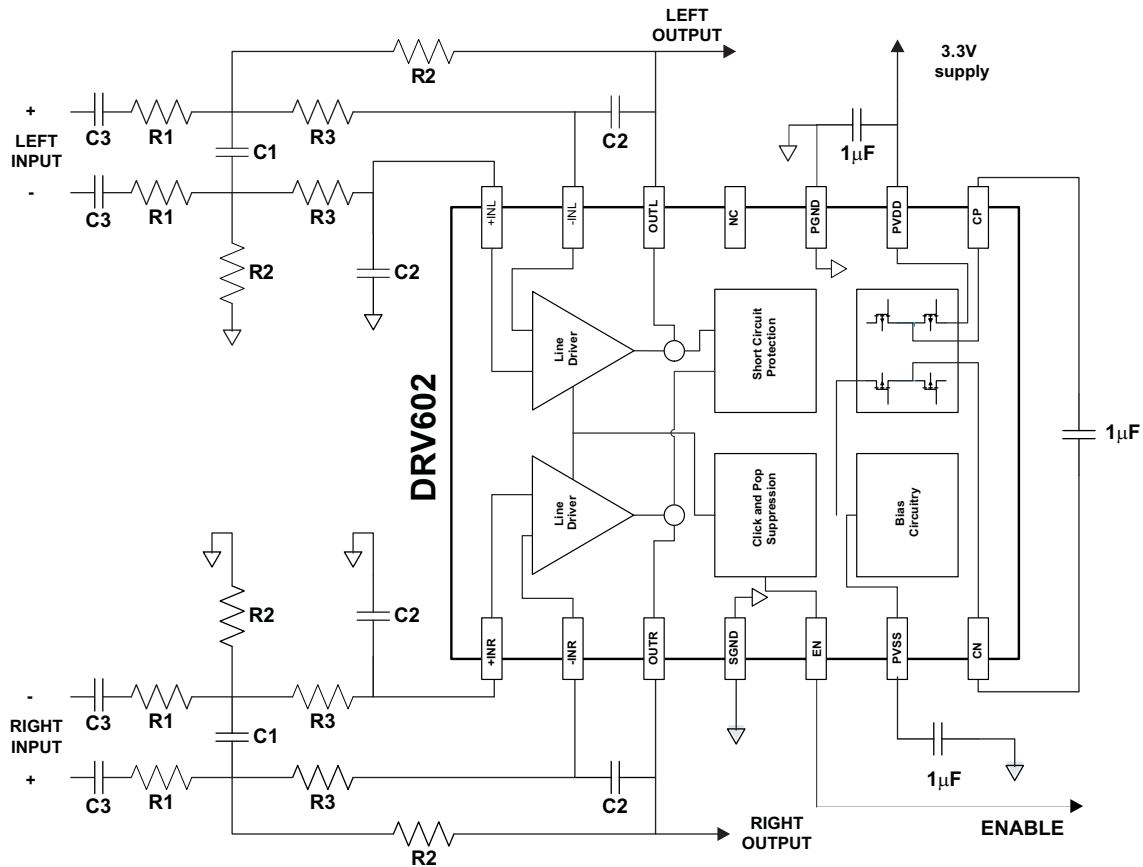 LEFT
OUTPUT
R2
3.3V
supply
+
LEFT
INPUT
-
C3
R1
R3
C2
C1
1μF
C3
R1
R3
R2
C2
+INL
-INL
OUTL
NC
PGND
PVDD
CP
Line
Driver
Short Circuit
Protection
DRV602
1μF
Line
Driver
Click and Pop
Suppression
Bias
Circuitry
R2
C2
+INR
-INR
OUTR
SGND
EN
PVSS
CN
-
RIGHT
INPUT
+
C3
R1
R3
C1
C3
R1
R3
C2
1μF
R2
RIGHT
OUTPUT
ENABLE